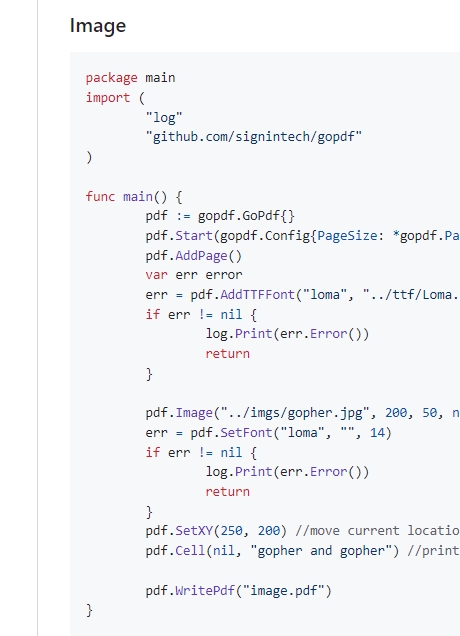 Image
package main
import (
"log"
"github.com/signintech/gopdf"
)
func main() {
pdf := gopdf.GoPdf{}
pdf.Start(gopdf.Config{PageSize: *gopdf.Pa
pdf.AddPage()
var err error
err = pdf.AddTTFFont("loma", "../ttf/Loma.
if err != nil {
log.Print(err.Error())
return
}
pdf.Image("../imgs/gopher.jpg", 200, 50, n
err = pdf.SetFont("loma", "", 14)
if err != nil {
log.Print(err.Error())
return
}
pdf.SetXY(250, 200) //move current locatio
pdf.Cell(nil, "gopher and gopher") //print
pdf.WritePdf("image.pdf")
}